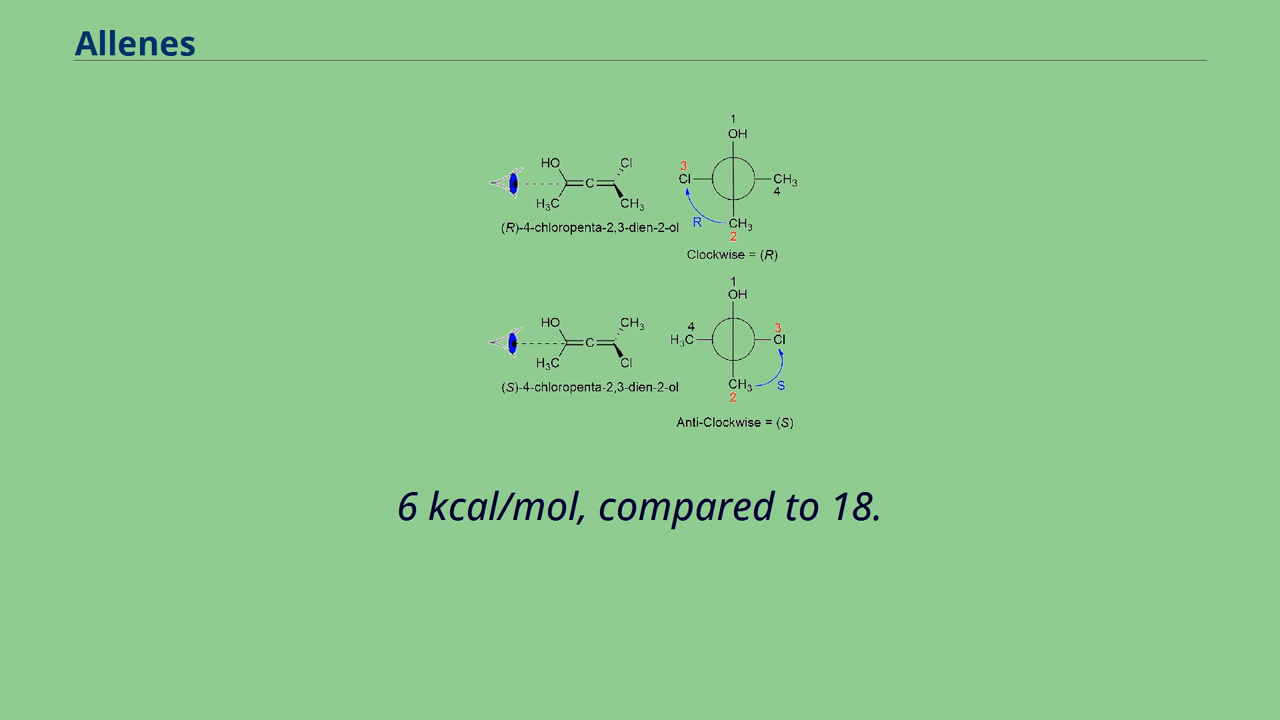 Allenes
1
OH
HO
Cl
3
Cl
CH3
4
C
H3C
CH3
R
CH3
2
(R)-4-chloropenta-2,3-dien-2-ol
Clockwise = (R)
1
OH
HO
CH3
4
3
H3C
Cl
C
H3C
Cl
CH3
S
2
(S)-4-chloropenta-2,3-dien-2-ol
Anti-Clockwise = (S)
6 kcal/mol, compared to 18.